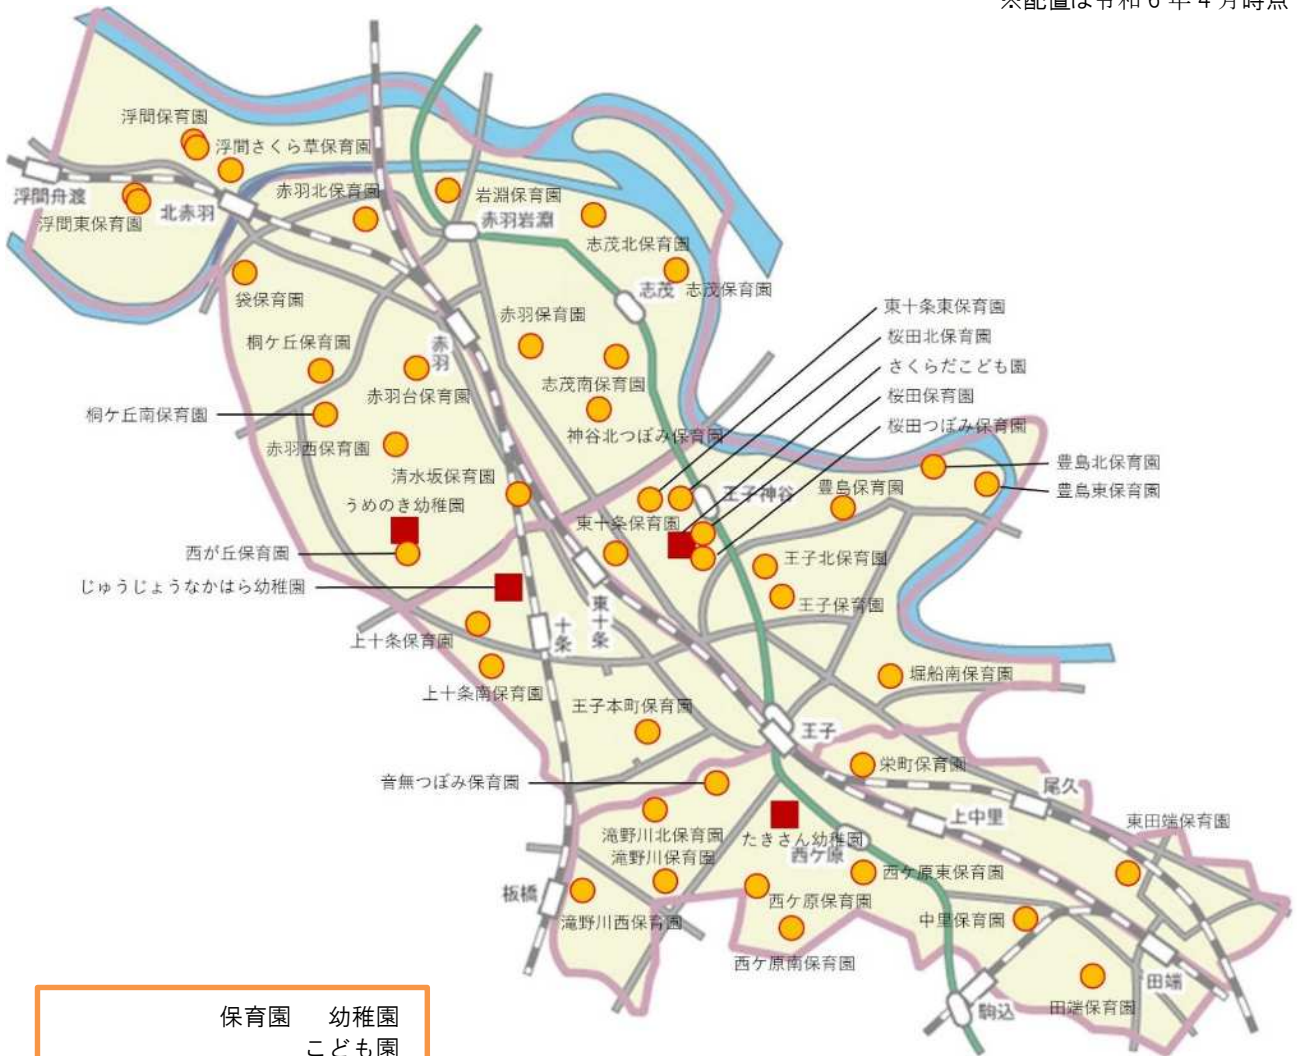 ※配置は令和6年4月時点
浮間保育園
浮間さくら草保育園
赤羽北保育園
岩淵保育園
浮間舟渡
浮間東保育園
北赤羽
赤羽岩淵
志茂北保育園
袋保育園
志茂
志茂保育園
東十条東保育園
赤羽保育園
桜田北保育園
桐ケ丘保育園
赤羽
さくらだこども園
志茂南保育園
赤羽台保育園
桜田保育園
桐ケ丘南保育園
桜田つぼみ保育園
神谷北つぼみ保育園
赤羽西保育園
豊島北保育園
清水坂保育園
豊島保育園
豊島東保育園
うめのき幼稚園
王子神谷
東十条保育園
西が丘保育園
王子北保育園
じゅうじょうなかはら幼稚園
王子保育園
東十条
十条
上十条保育園
堀船南保育園
上十条南保育園
王子本町保育園
王子
栄町保育園
音無つぼみ保育園
尾久
上中里
東田端保育園
滝野川北保育園
たきさん幼稚園
滝野川保育園
西ケ原
西ケ原東保育園
板橋
西ケ原保育園
滝野川西保育園
中里保育園
西ケ原南保育園
田端
田端保育園
駒込
保育園 幼稚園
こども園